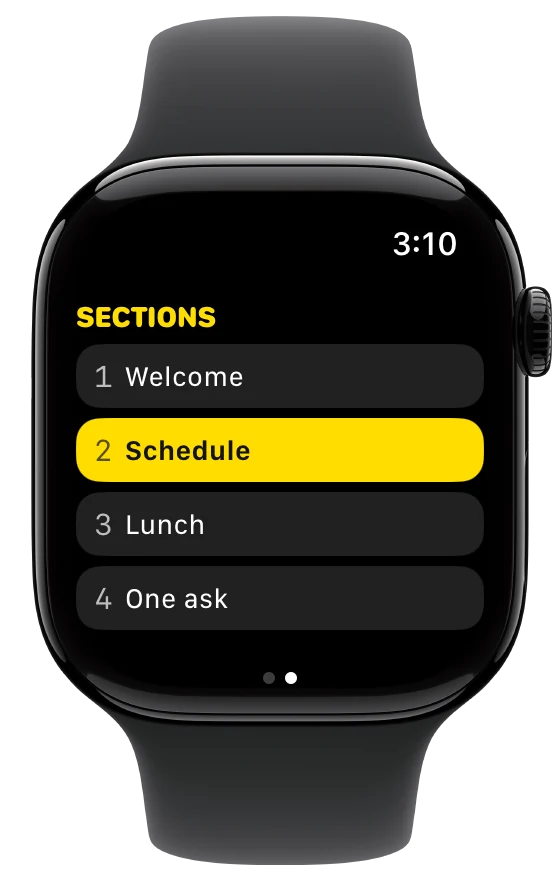 3:10
SECTIONS
1 Welcome
2 Schedule
3 Lunch
4 One ask